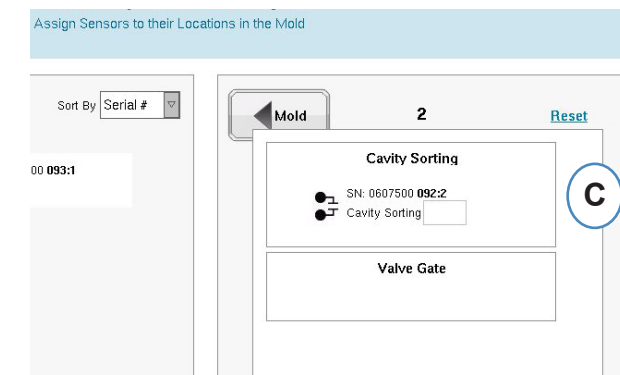 Assign Sensors to their Locations in the Mold
Sort By Serial #
00 093:1
Mold 2 Reset
Cavity Sorting
SN: 0607500 092:2
Cavity Sorting
Valve Gate
C